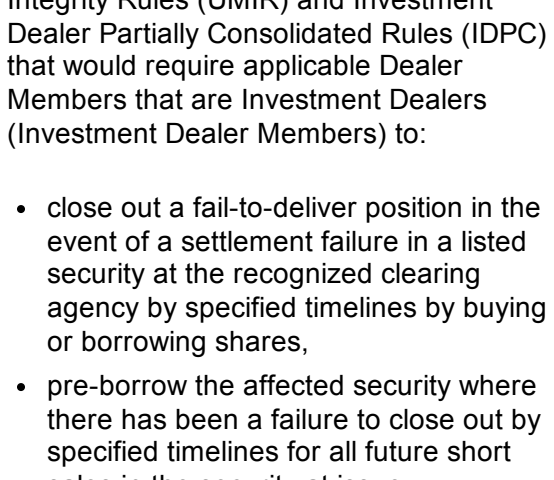 Integrity Rules (UMIR) and Investment
Dealer Partially Consolidated Rules (IDPC)
that would require applicable Dealer
Members that are Investment Dealers
(Investment Dealer Members) to:
• close out a fail-to-deliver position in the
event of a settlement failure in a listed
security at the recognized clearing
agency by specified timelines by buying
or borrowing shares,
• pre-borrow the affected security where
there has been a failure to close out by
specified timelines for all future short
sales in the security at issue